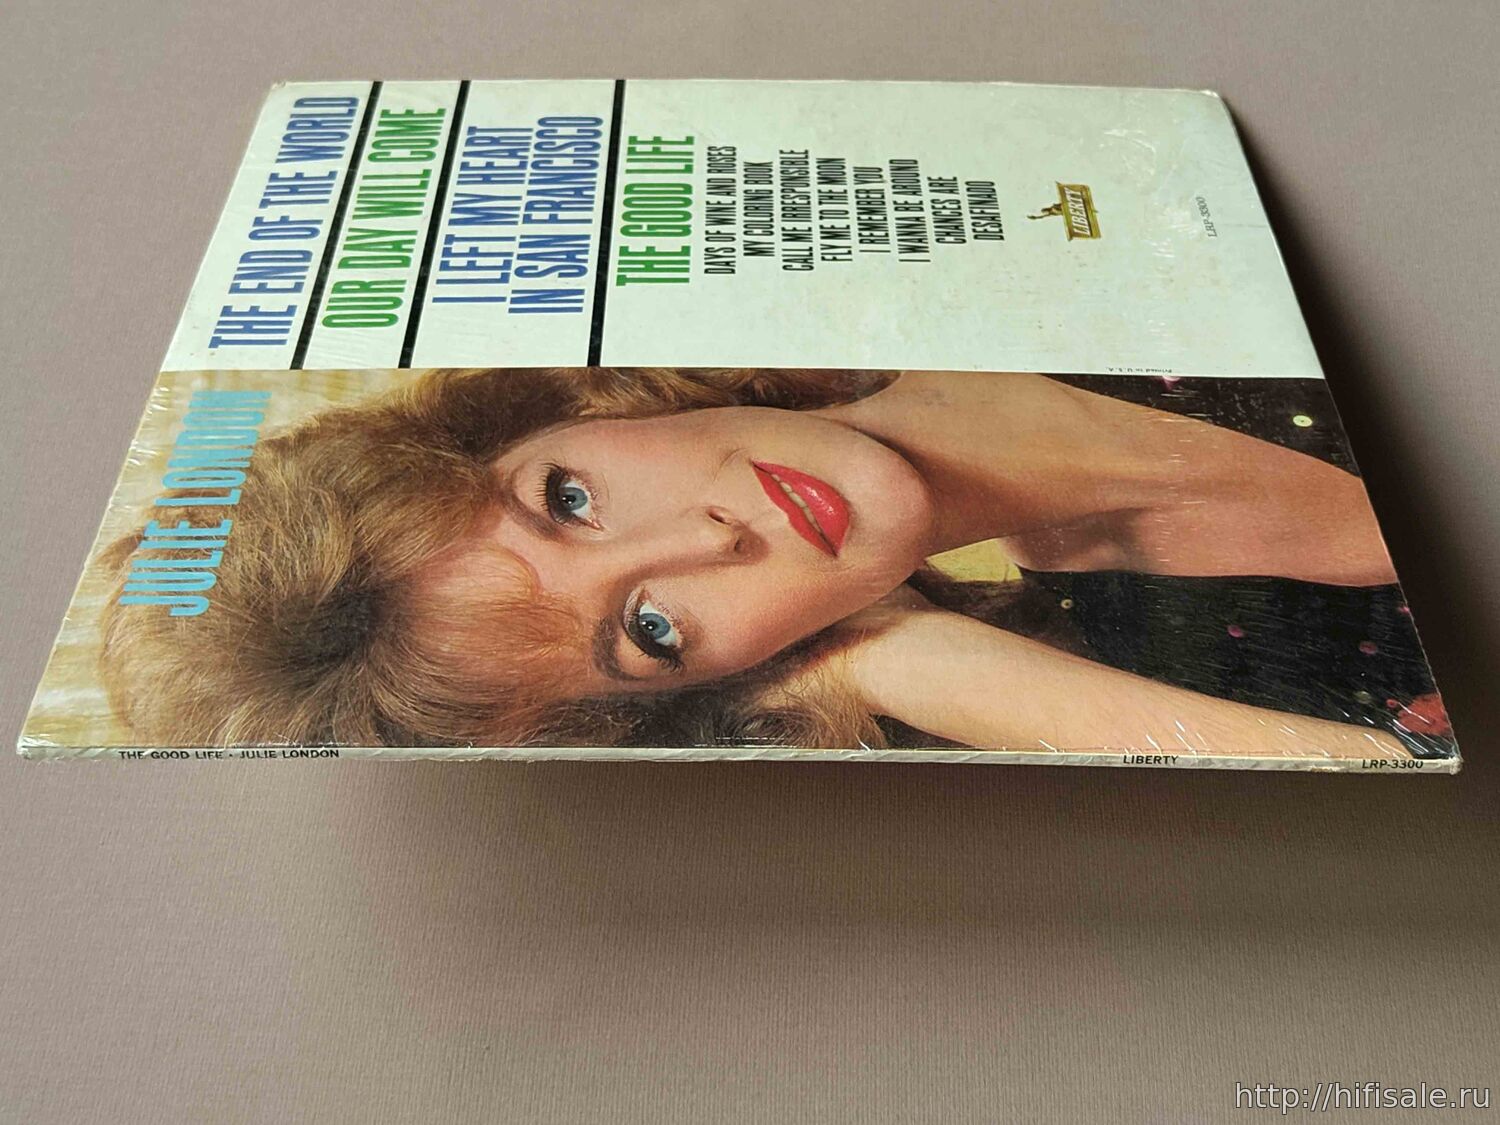 JULIE LONDON
THE END OF THE WORLD
OUR DAY WILL COME
I LEFT MY HEART
IN SAN FRANCISCO
THE GOOD LIFE
DAYS OF WINE AND ROSES
MY COLORING BOOK
CALL ME IRRESPONSIBLE
FLY ME TO THE MOON
I REMEMBER YOU
I WANNA BE AROUND
CHANCES ARE
DESAFINADO
LIBERTY
LRP-3300
Printed in U.S.A.
THE GOOD LIFE · JULIE LONDON
LIBERTY
LRP-3300
http://hifisale.ru